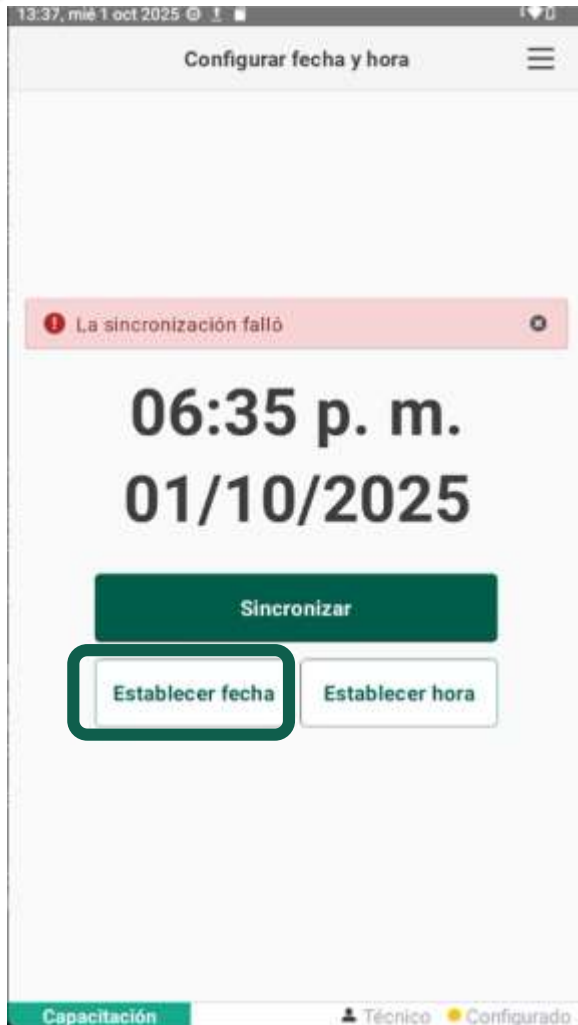 13:37, mié 1 oct 2025
Configurar fecha y hora
La sincronización falló
06:35 p. m.
01/10/2025
Sincronizar
Establecer fecha
Establecer hora
Capacitación
Técnico
Configurado